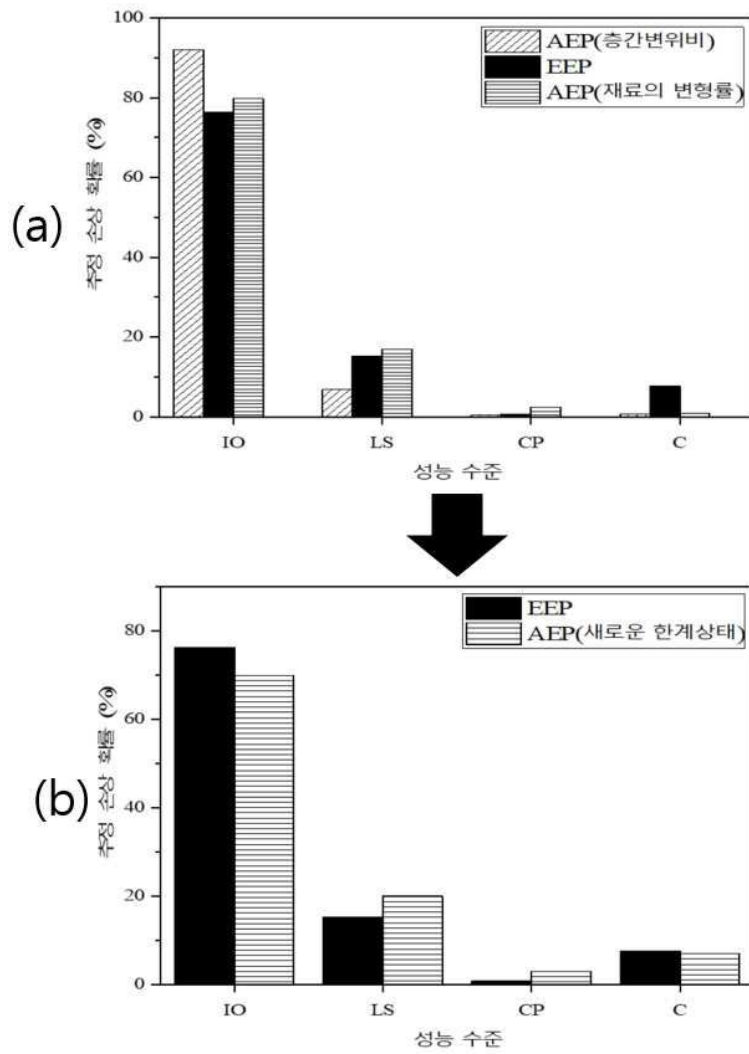 (a)
추정 손상 확률 (%)
100
80
60
40
20
0
AEP(층간변위비)
EEP
AEP(재료의 변형률)
IO LS CP C
성능 수준
(b)
추정 손상 확률 (%)
80
60
40
20
0
EEP
AEP(새로운 한계상태)
IO LS CP C
성능 수준